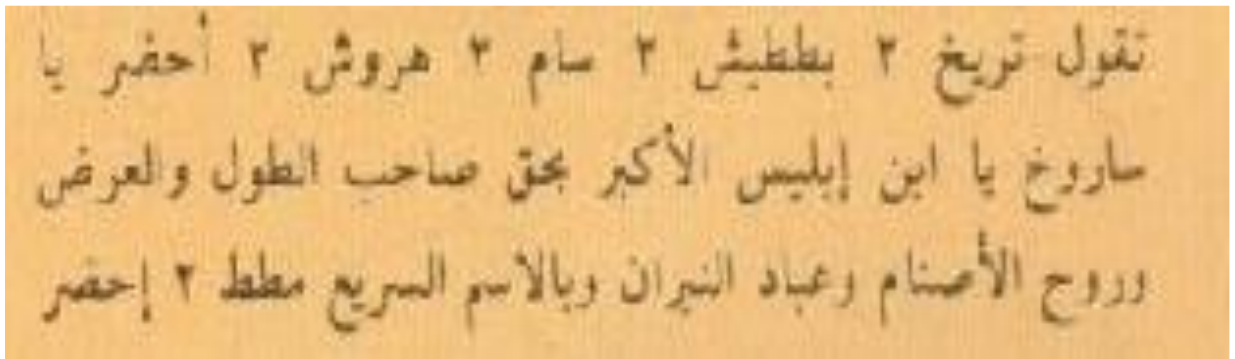 تقول تريخ ٢ بططيش ٢ سام ٢ هروش ٢ أحضر يا
ساروخ يا ابن إبليس الأكبر بحق صاحب الطول والعرض
وروح الأصنام وعباد النيران وبالاسم السريع مطط ٢ إحضر